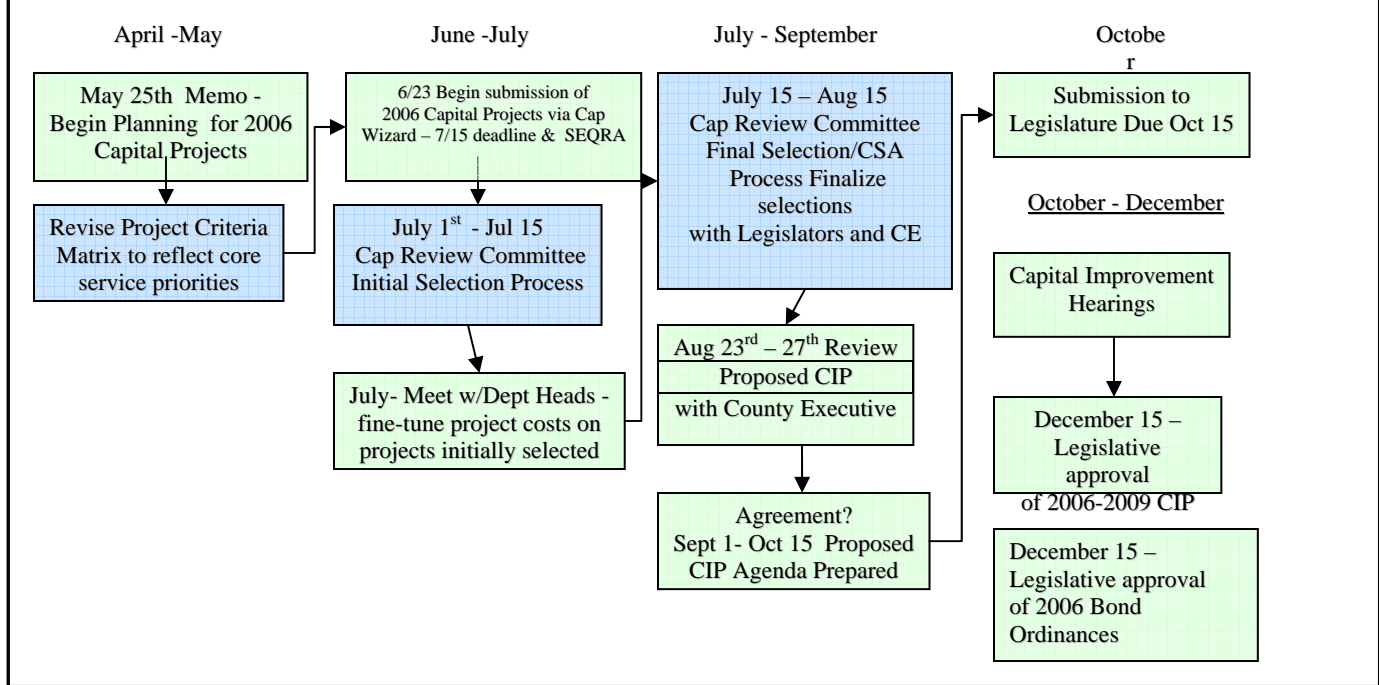 April -May
May 25th Memo -
Begin Planning for 2006
Capital Projects
Revise Project Criteria
Matrix to reflect core
service priorities
June -July
6/23 Begin submission of
2006 Capital Projects via Cap
Wizard – 7/15 deadline & SEQRA
July 1st - Jul 15
Cap Review Committee
Initial Selection Process
July- Meet w/Dept Heads -
fine-tune project costs on
projects initially selected
July - September
July 15 – Aug 15
Cap Review Committee
Final Selection/CSA
Process Finalize
selections
with Legislators and CE
Aug 23rd – 27th Review
Proposed CIP
with County Executive
Agreement?
Sept 1- Oct 15 Proposed
CIP Agenda Prepared
Octobe
r
Submission to
Legislature Due Oct 15
October - December
Capital Improvement
Hearings
December 15 –
Legislative
approval
of 2006-2009 CIP
December 15 –
Legislative approval
of 2006 Bond
Ordinances